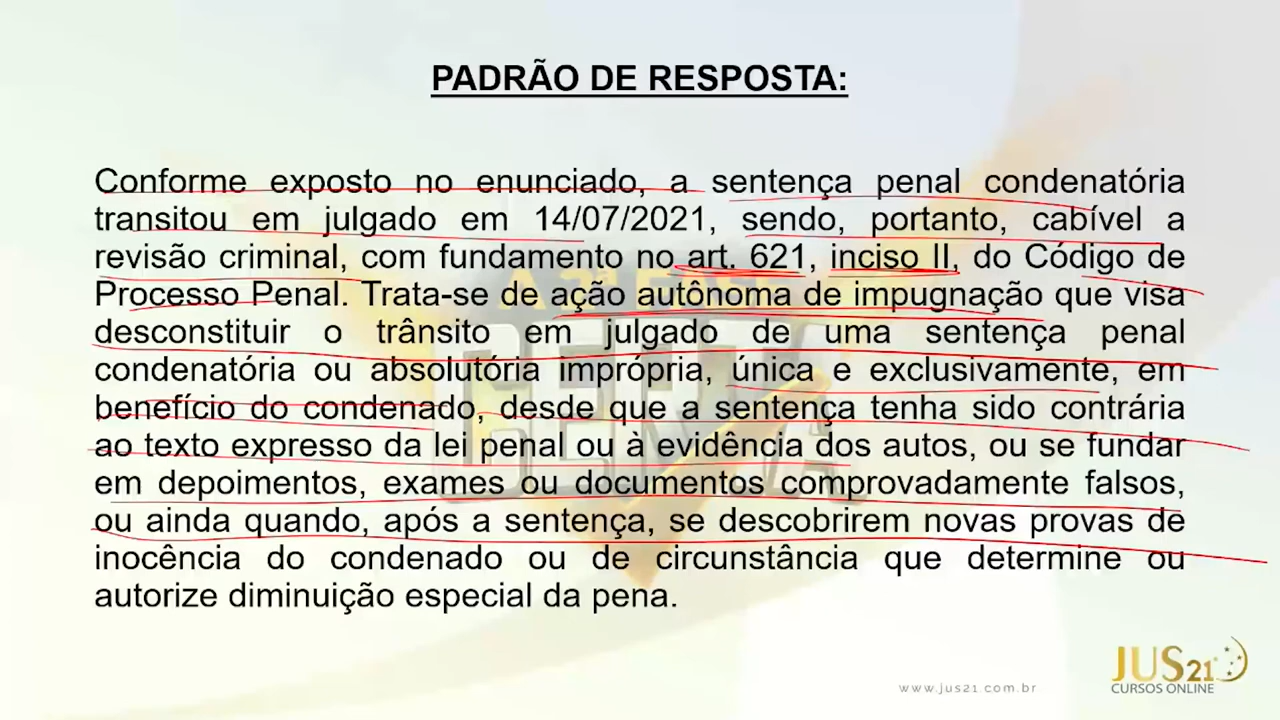 PADRÃO DE RESPOSTA:
Conforme exposto no enunciado, a sentença penal condenatória
transitou em julgado em 14/07/2021, sendo, portanto, cabível a
revisão criminal, com fundamento no art. 621, inciso II, do Código de
Processo Penal. Trata-se de ação autônoma de impugnação que visa
desconstituir o trânsito em julgado de uma sentença penal
condenatória ou absolutória imprópria, única e exclusivamente, em
benefício do condenado, desde que a sentença tenha sido contrária
ao texto expresso da lei penal ou à evidência dos autos, ou se fundar
em depoimentos, exames ou documentos comprovadamente falsos,
ou ainda quando, após a sentença, se descobrirem novas provas de
inocência do condenado ou de circunstância que determine ou
autorize diminuição especial da pena.
www.jus21.com.br
JUS21
CURSOS ONLINE